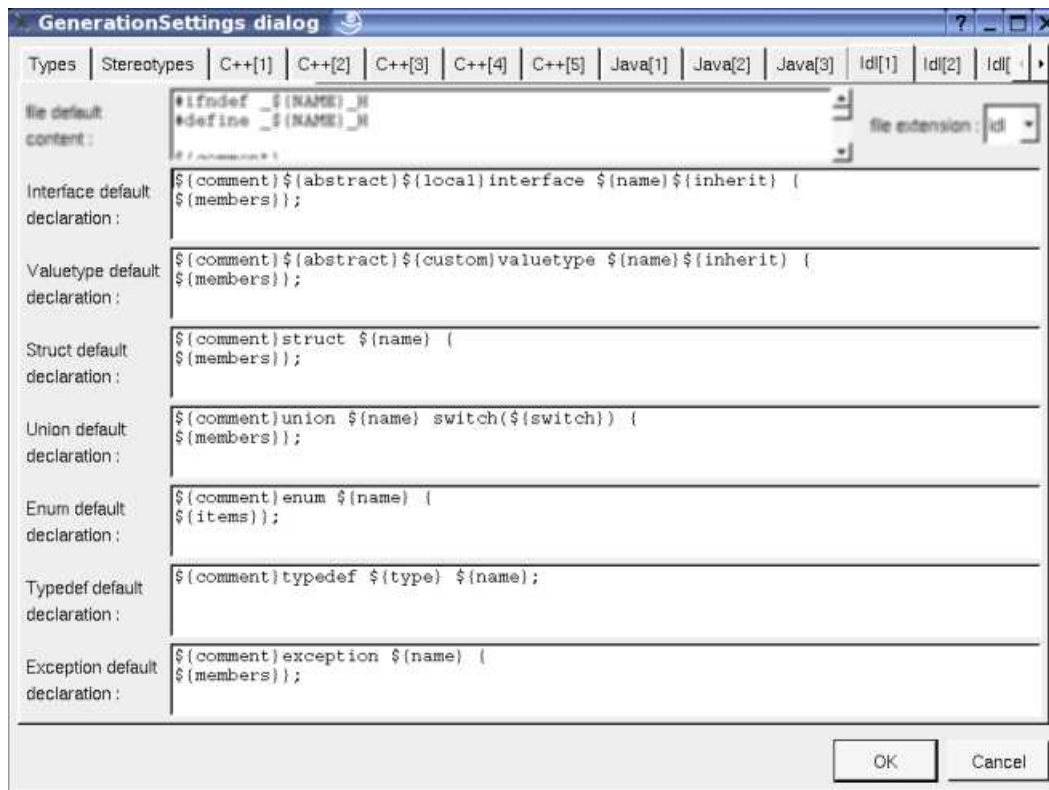 GenerationSettings dialog
Types Stereotypes C++[1] C++[2] C++[3] C++[4] C++[5] Java[1] Java[2] Java[3] Idl[1] Idl[2] Idl[
file default
content :
#ifndef _${NAME}_H
#define _${NAME}_H
${comment}
file extension : idl
Interface default
declaration :
${comment}${abstract}${local}interface ${name}${inherit} {
${members}};
Valuetype default
declaration :
${comment}${abstract}${custom}valuetype ${name}${inherit} {
${members}};
Struct default
declaration :
${comment}struct ${name} {
${members}};
Union default
declaration :
${comment}union ${name} switch(${switch}) {
${members}};
Enum default
declaration :
${comment}enum ${name} {
${items}};
Typedef default
declaration :
${comment}typedef ${type} ${name};
Exception default
declaration :
${comment}exception ${name} {
${members}};
OK Cancel